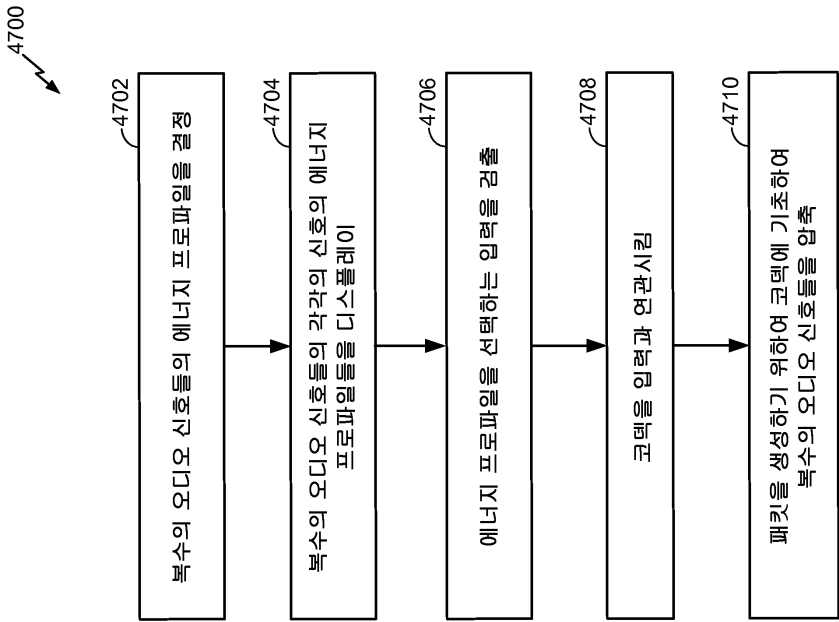 4700
4702
복수의 오디오 신호들의 에너지 프로파일을 결정
4704
복수의 오디오 신호들의 각각의 신호의 에너지
프로파일들을 디스플레이
4706
에너지 프로파일을 선택하는 입력을 검출
4708
코덱을 입력과 연관시킴
4710
패킷을 생성하기 위하여 코덱에 기초하여
복수의 오디오 신호들을 압축